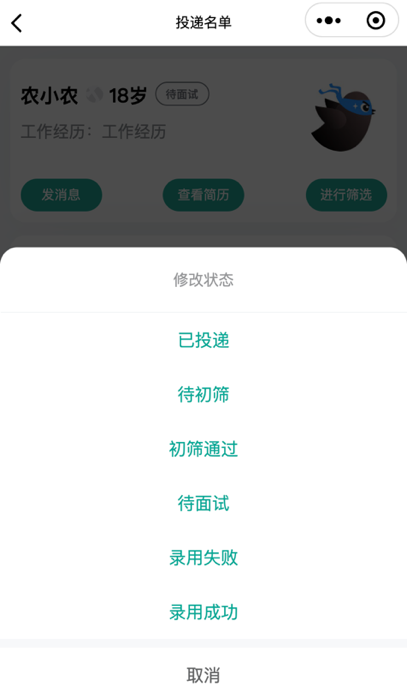 投递名单
农小农 18岁 待面试
工作经历：工作经历
发消息 查看简历 进行筛选
修改状态
已投递
待初筛
初筛通过
待面试
录用失败
录用成功
取消